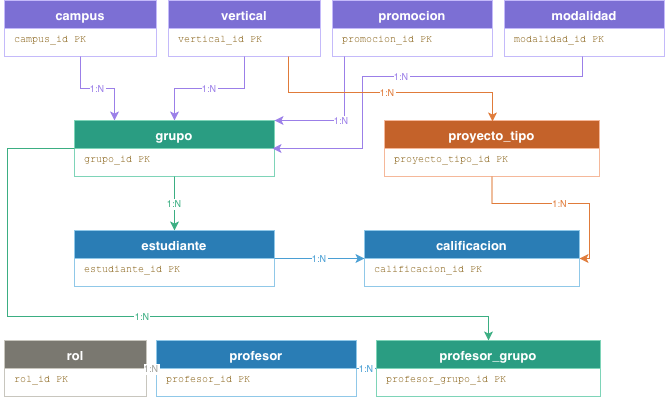 campus
vertical
promocion
modalidad
campus_id PK
vertical_id PK
promocion_id PK
modalidad_id PK
1:N
1:N
1:N
1:N
1:N
grupo
proyecto_tipo
grupo_id PK
proyecto_tipo_id PK
1:N
1:N
estudiante
calificacion
estudiante_id PK
1:N
calificacion_id PK
1:N
rol
profesor
profesor_grupo
rol_id PK
1:N
profesor_id PK
1:N
profesor_grupo_id PK